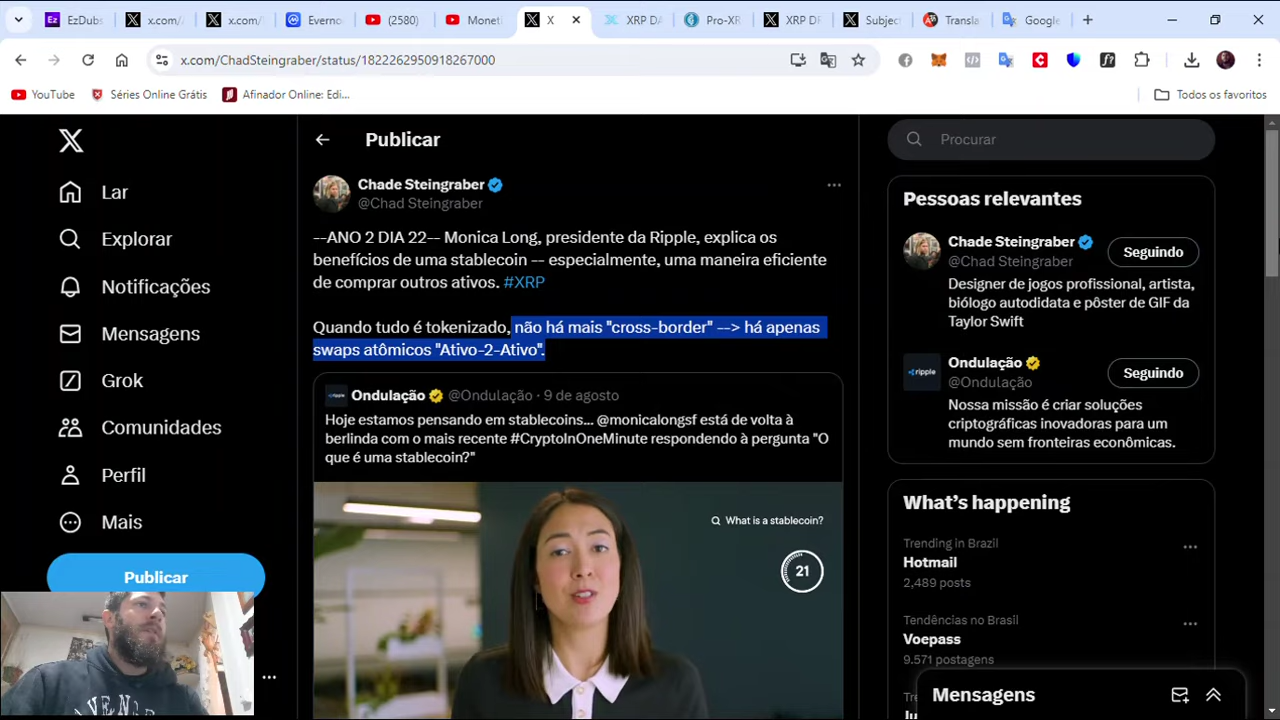 EzDubs
x.com/
x.com/
Everno
(2580)
Moneti
X
XRP DA
Pro-XR
XRP DR
Subject
Transla
Google
x.com/ChadSteingraber/status/1822262950918267000
YouTube
Séries Online Grátis
Afinador Online: Edi...
Todos os favoritos
Lar
Explorar
Notificações
Mensagens
Grok
Comunidades
Perfil
Mais
Publicar
Publicar
Chade Steingraber
@Chad Steingraber
--ANO 2 DIA 22-- Monica Long, presidente da Ripple, explica os
benefícios de uma stablecoin -- especialmente, uma maneira eficiente
de comprar outros ativos. #XRP
Quando tudo é tokenizado, não há mais "cross-border" --> há apenas
swaps atômicos "Ativo-2-Ativo".
ripple
Ondulação @Ondulação · 9 de agosto
Hoje estamos pensando em stablecoins... @monicalongsf está de volta à
berlinda com o mais recente #CryptoInOneMinute respondendo à pergunta "O
que é uma stablecoin?"
What is a stablecoin?
21
Procurar
Pessoas relevantes
Chade Steingraber
@Chad Steingraber
Seguindo
Designer de jogos profissional, artista,
biólogo autodidata e pôster de GIF da
Taylor Swift
ripple
Ondulação
@Ondulação
Seguindo
Nossa missão é criar soluções
criptográficas inovadoras para um
mundo sem fronteiras econômicas.
What's happening
Trending in Brazil
Hotmail
2,489 posts
Tendências no Brasil
Voepass
9.571 postagens
Mensagens